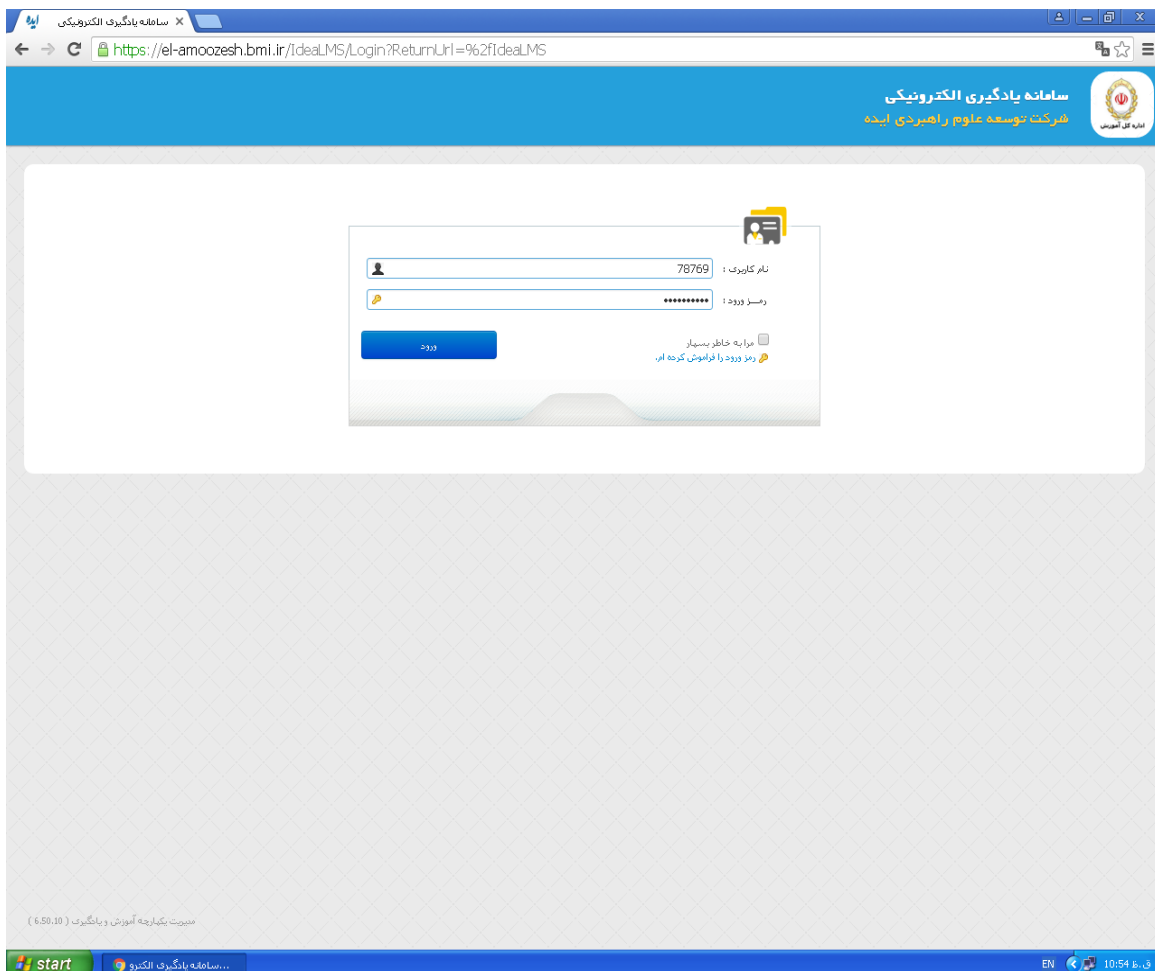 سامانه یادگیری الکترونیکی
https://el-amoozesh.bmi.ir/IdeaLMS/Login?ReturnUrl=%2fIdeaLMS
سامانه یادگیری الکترونیکی
شرکت توسعه علوم راهبردی ایده
اداره کل آموزش
نام کاربری : 78769
رمــز ورود : ••••••••••
مرا به خاطر بسپار
رمز ورود را فراموش کرده ام.
ورود
مدیریت یکپارچه آموزش و یادگیری ( 6.50.10 )
start
سامانه یادگیری الکترو...
EN
10:54 ق.ظ